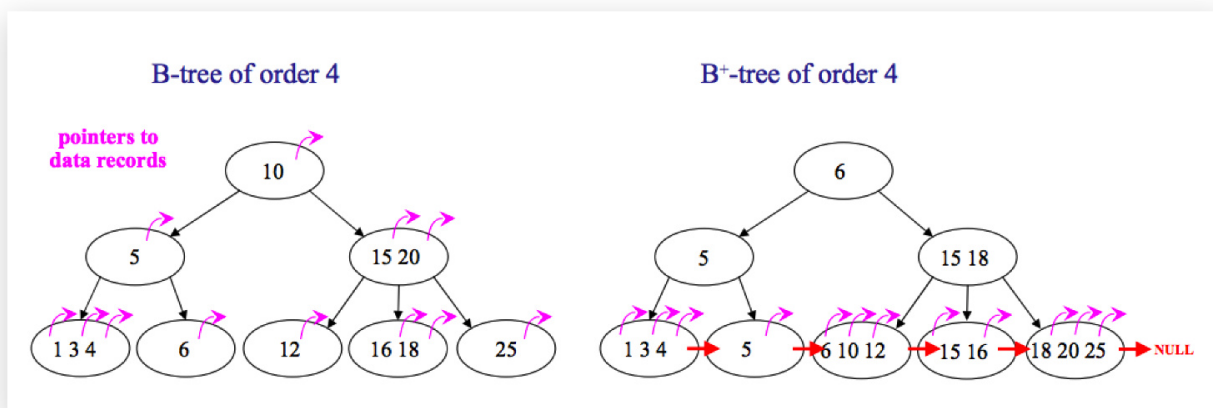 B-tree of order 4
B+-tree of order 4
pointers to
data records
10
6
5
15 20
5
15 18
1 3 4
6
12
16 18
25
1 3 4
5
6 10 12
15 16
18 20 25
NULL